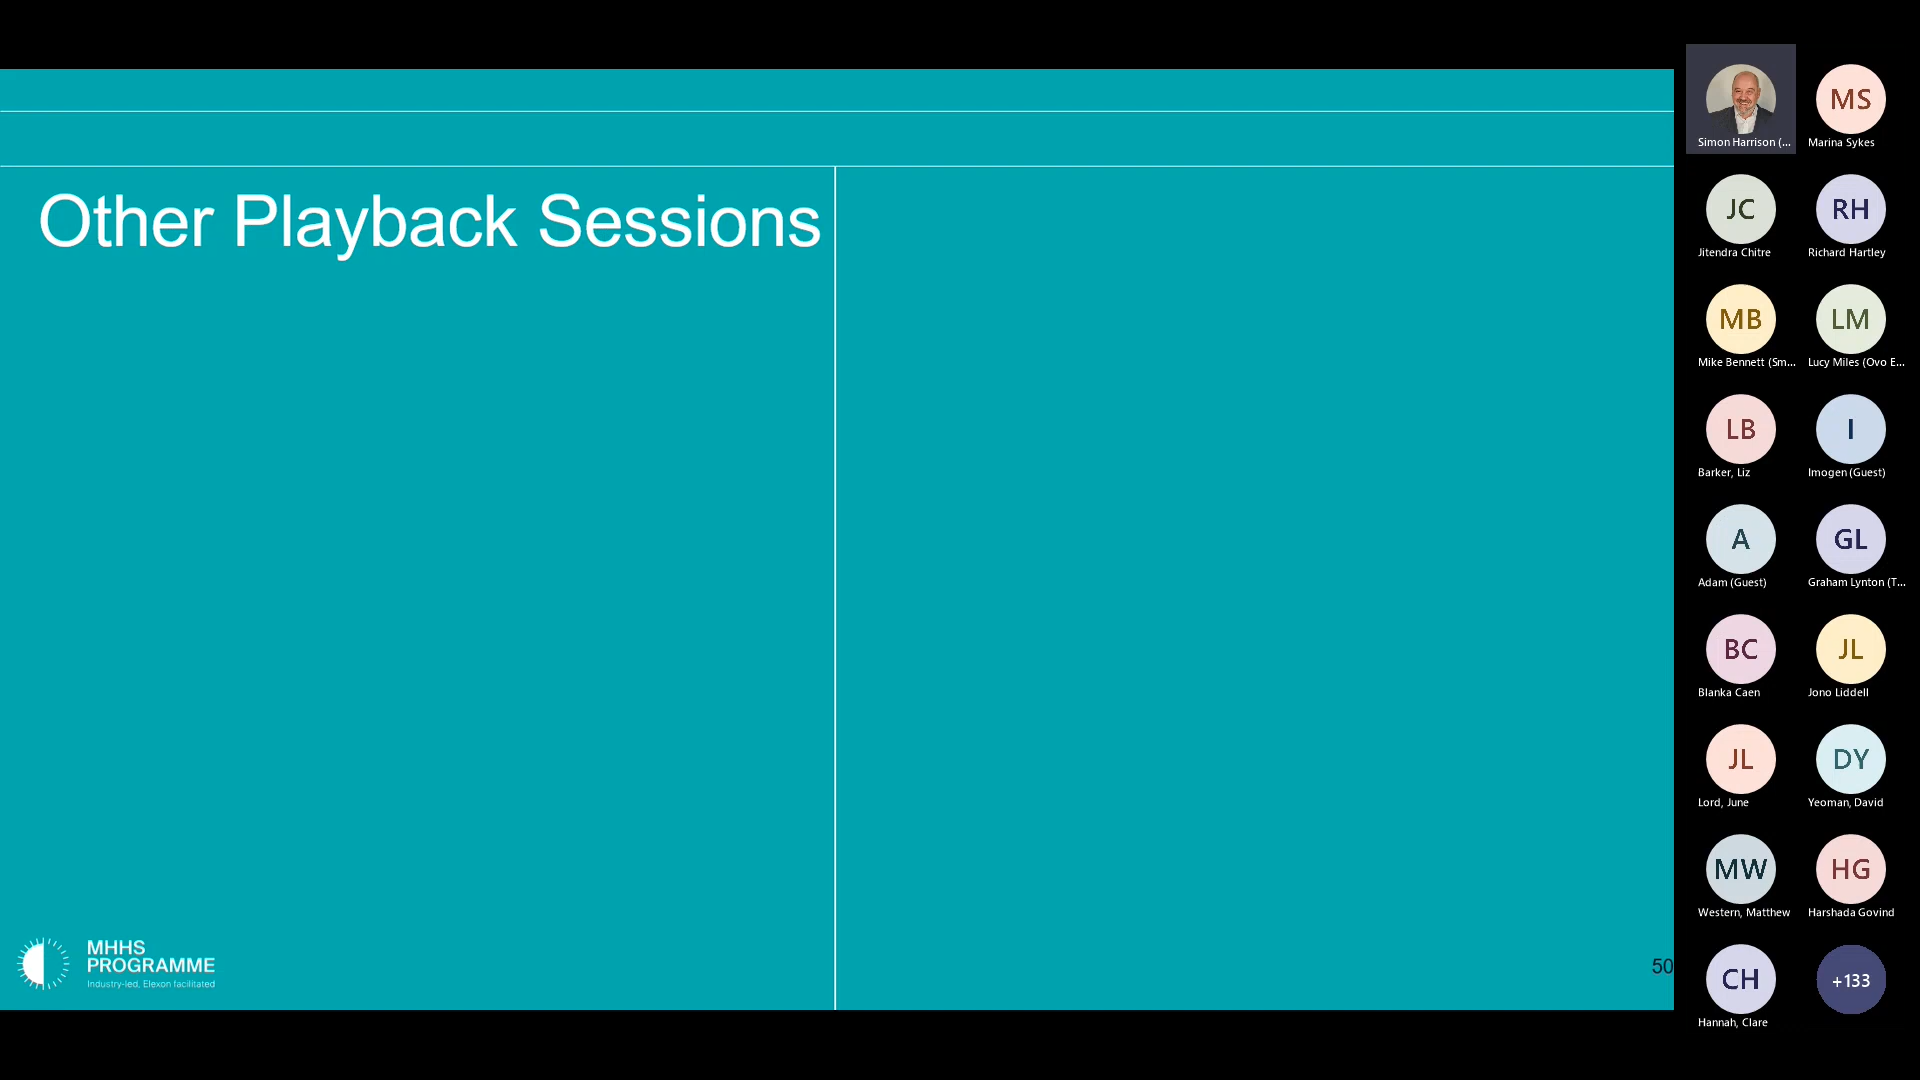 Other Playback Sessions
MHHS
PROGRAMME
Industry-led, Elexon facilitated
50
Simon Harrison (...
MS
Marina Sykes
JC
Jitendra Chitre
RH
Richard Hartley
MB
Mike Bennett (Sm...
LM
Lucy Miles (Ovo E...
LB
Barker, Liz
I
Imogen (Guest)
A
Adam (Guest)
GL
Graham Lynton (T...
BC
Blanka Caen
JL
Jono Liddell
JL
Lord, June
DY
Yeoman, David
MW
Western, Matthew
HG
Harshada Govind
CH
Hannah, Clare
+133